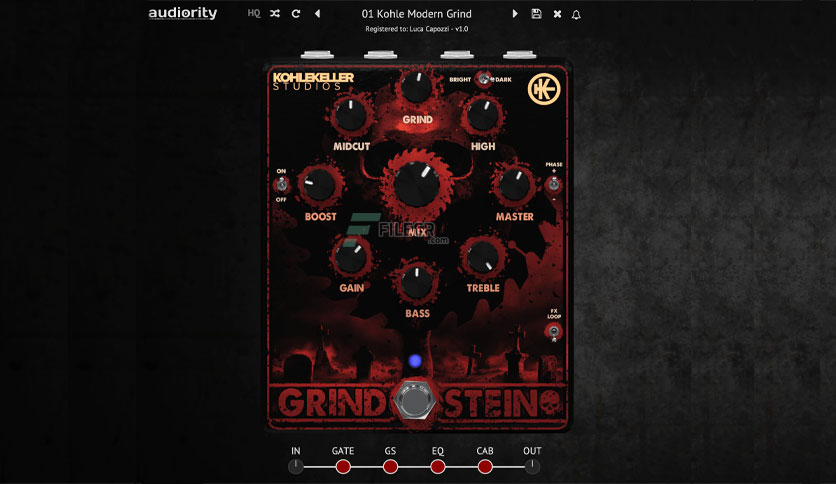 audiority
HQ
01 Kohle Modern Grind
Registered to: Luca Capozzi - v1.0
KOHLEKELLER
STUDIOS
BRIGHT
DARK
K
GRIND
MIDCUT
HIGH
ON
OFF
PHASE
+
-
BOOST
MASTER
MIX
FILECR
.com
GAIN
TREBLE
BASS
FX
LOOP
GRIND STEIN
IN GATE GS EQ CAB OUT